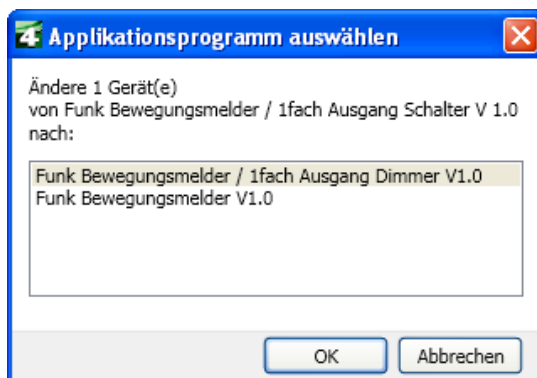 4 Applikationsprogramm auswählen
Ändere 1 Gerät(e)
von Funk Bewegungsmelder / 1fach Ausgang Schalter V 1.0
nach:
Funk Bewegungsmelder / 1fach Ausgang Dimmer V1.0
Funk Bewegungsmelder V1.0
OK Abbrechen